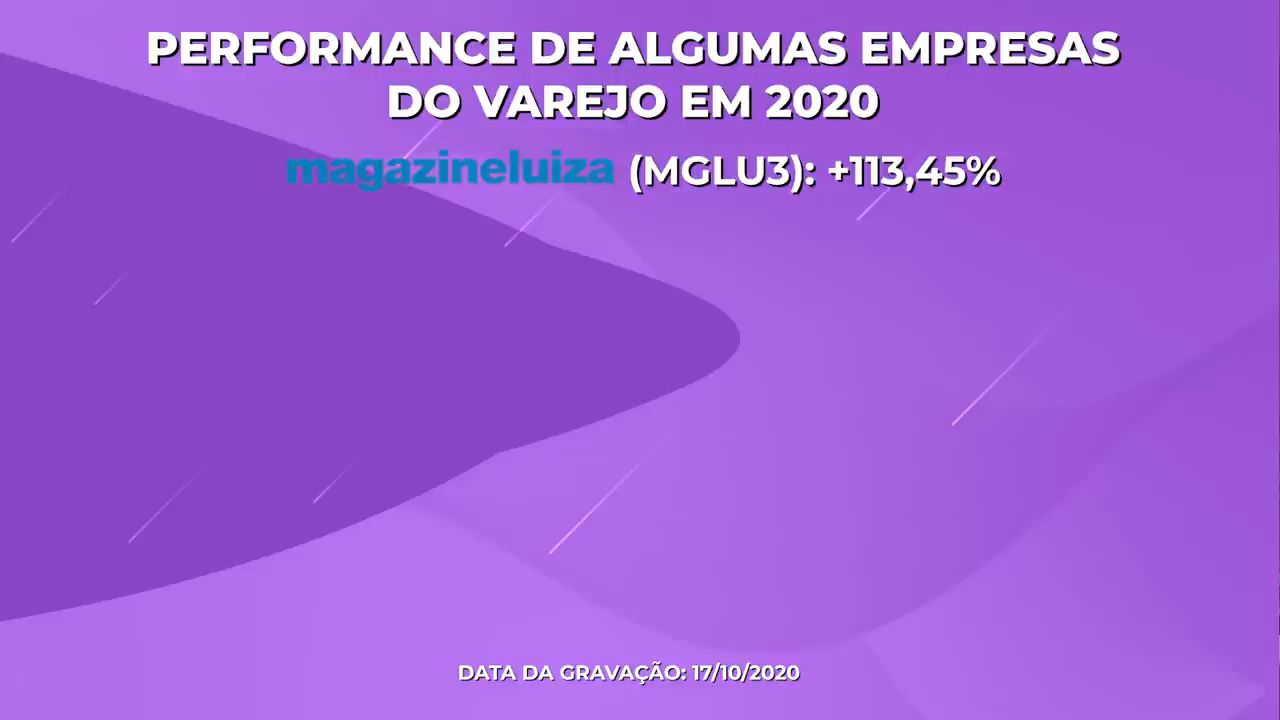 PERFORMANCE DE ALGUMAS EMPRESAS
DO VAREJO EM 2020
magazineluiza (MGLU3): +113,45%
DATA DA GRAVAÇÃO: 17/10/2020